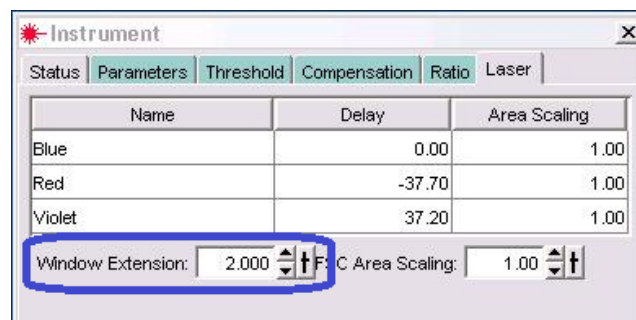 Instrument
Status Parameters Threshold Compensation Ratio Laser
Name Delay Area Scaling
Blue 0.00 1.00
Red -37.70 1.00
Violet 37.20 1.00
Window Extension: 2.000 FSC Area Scaling: 1.00